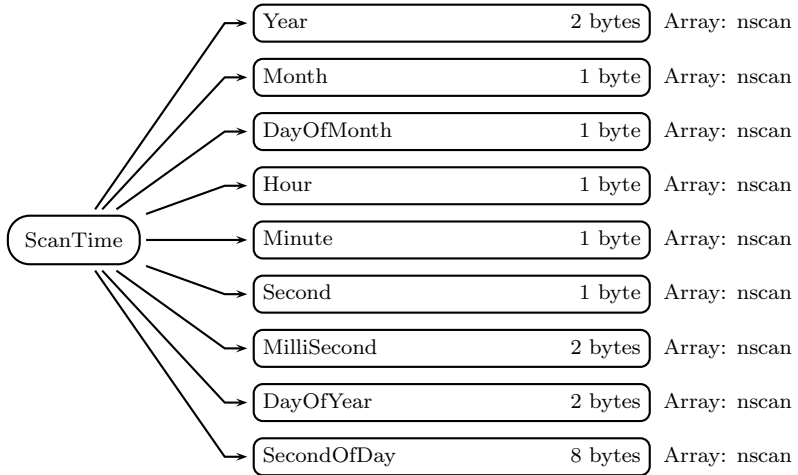 Year 2 bytes Array: nscan
Month 1 byte Array: nscan
DayOfMonth 1 byte Array: nscan
Hour 1 byte Array: nscan
ScanTime
Minute 1 byte Array: nscan
Second 1 byte Array: nscan
MilliSecond 2 bytes Array: nscan
DayOfYear 2 bytes Array: nscan
SecondOfDay 8 bytes Array: nscan